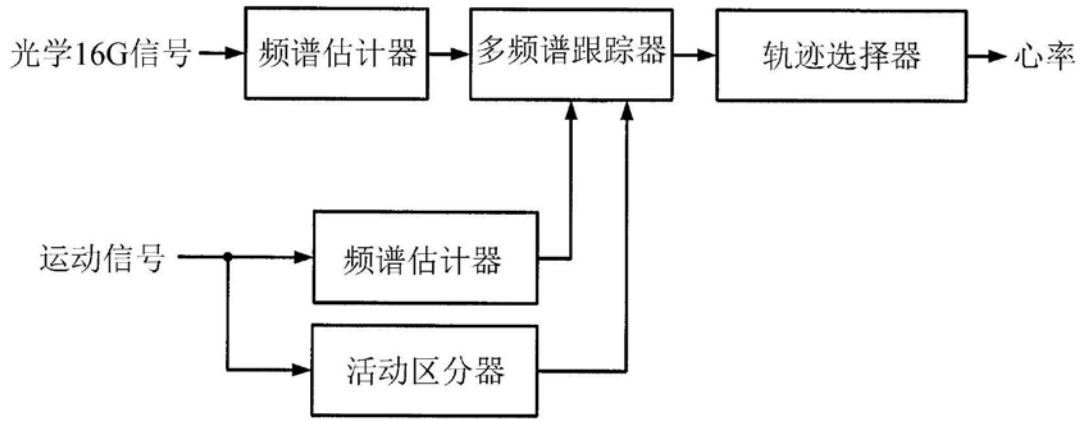 光学16G信号
频谱估计器
多频谱跟踪器
轨迹选择器
心率
运动信号
频谱估计器
活动区分器